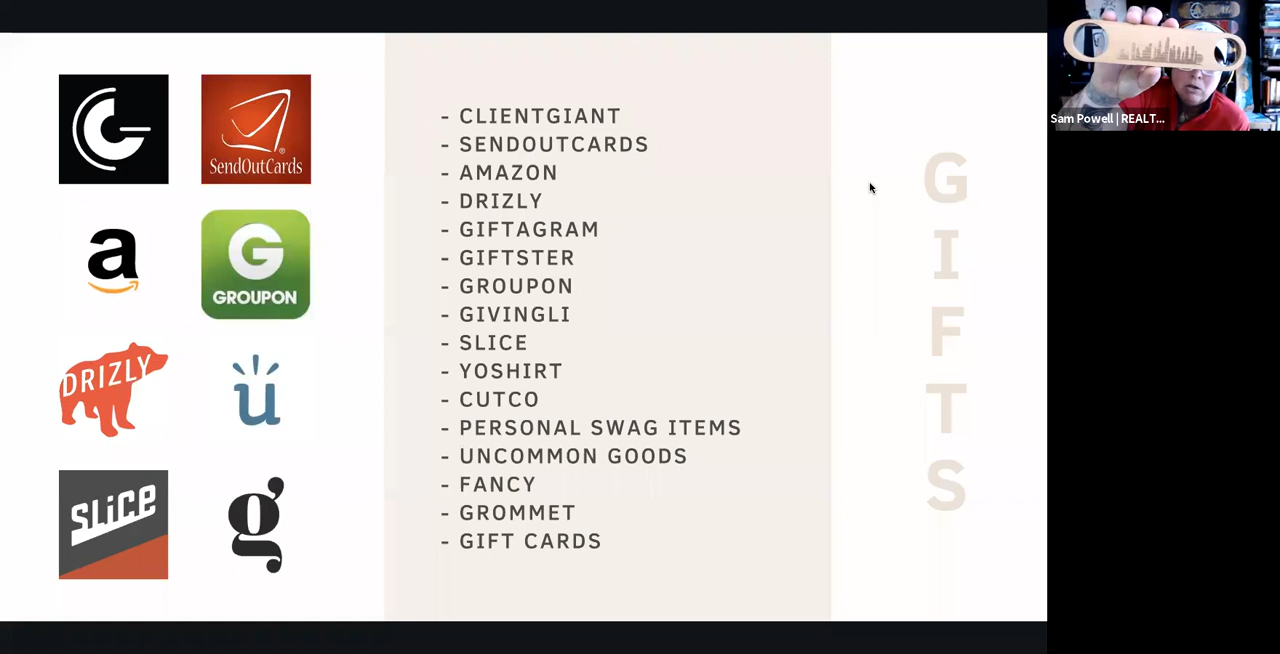 SendOutCards
a
G
GROUPON
DRIZLY
u
SLiCE
g
- CLIENTGIANT
- SENDOUTCARDS
- AMAZON
- DRIZLY
- GIFTAGRAM
- GIFTSTER
- GROUPON
- GIVINGLI
- SLICE
- YOSHIRT
- CUTCO
- PERSONAL SWAG ITEMS
- UNCOMMON GOODS
- FANCY
- GROMMET
- GIFT CARDS
GIFTS
Sam Powell | REALT...